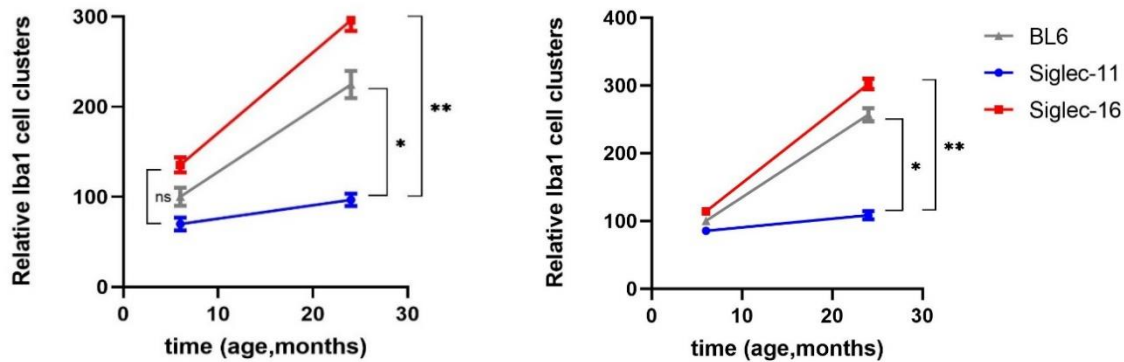 Relative Iba1 cell clusters
300
200
100
0
ns
*
**
0 10 20 30
time (age,months)
Relative Iba1 cell clusters
400
300
200
100
0
*
**
0 10 20 30
time (age,months)
BL6
Siglec-11
Siglec-16